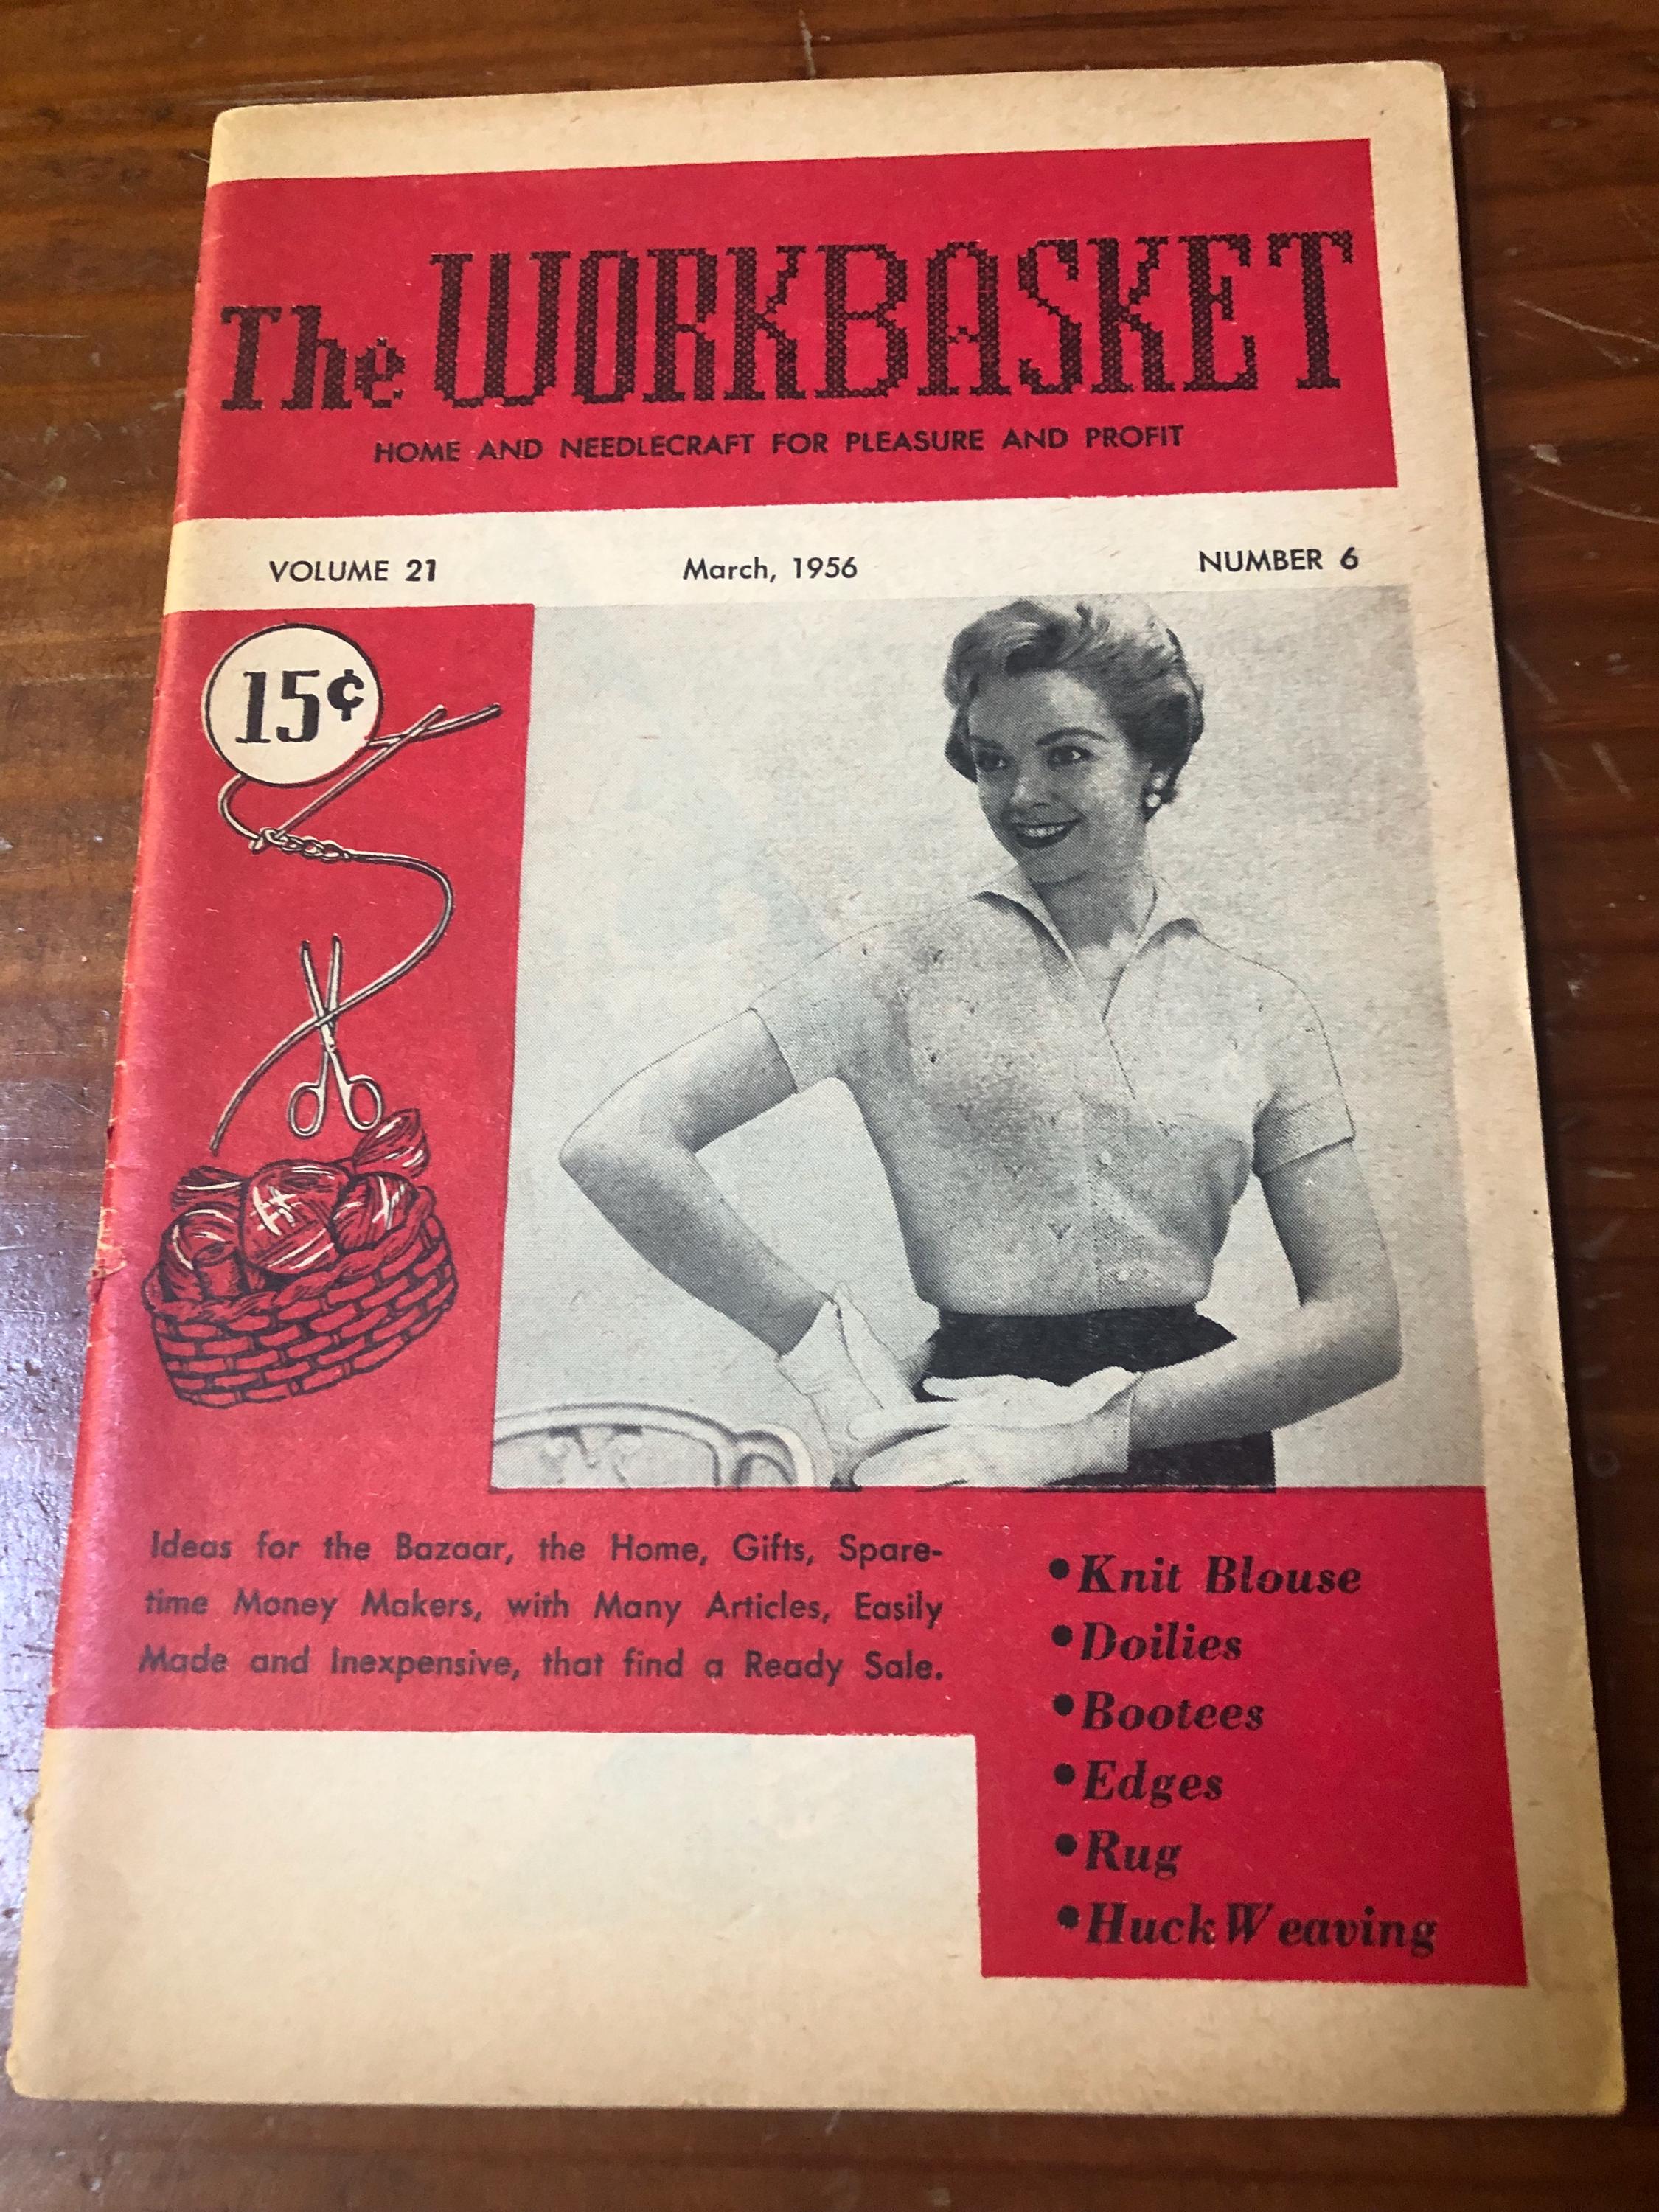 The WORKBASKET
HOME AND NEEDLECRAFT FOR PLEASURE AND PROFIT
VOLUME 21 March, 1956 NUMBER 6
15¢
Ideas for the Bazaar, the Home, Gifts, Spare-
time Money Makers, with Many Articles, Easily
Made and Inexpensive, that find a Ready Sale.
•Knit Blouse
•Doilies
•Bootees
•Edges
•Rug
•Huck Weaving